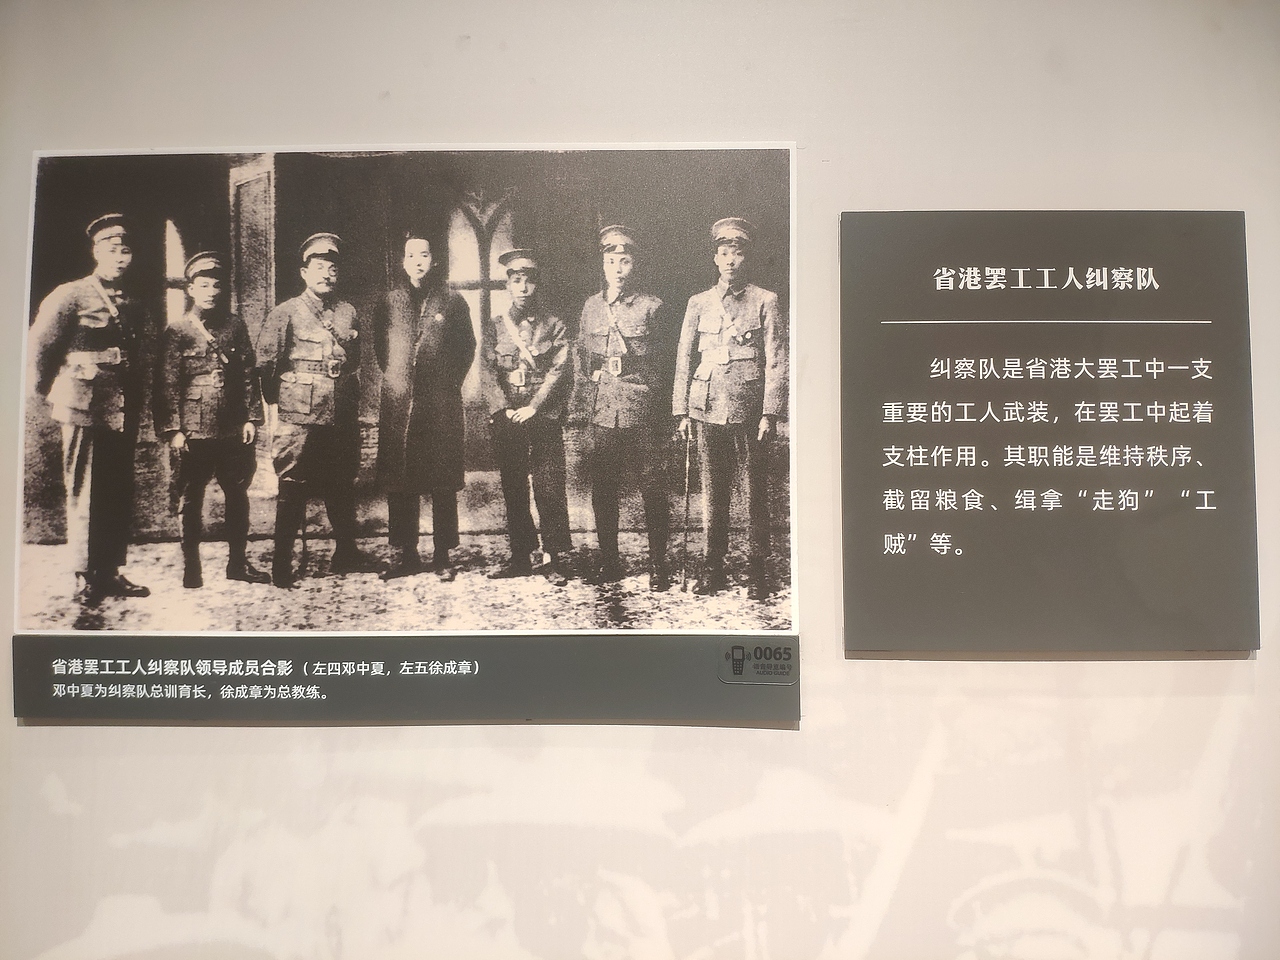 省港罢工工人纠察队领导成员合影（左四邓中夏，左五徐成章）
邓中夏为纠察队总训育长，徐成章为总教练。
0065
AUDIO GUIDE
省港罢工工人纠察队
纠察队是省港大罢工中一支
重要的工人武装，在罢工中起着
支柱作用。其职能是维持秩序、
截留粮食、缉拿“走狗”“工
贼”等。